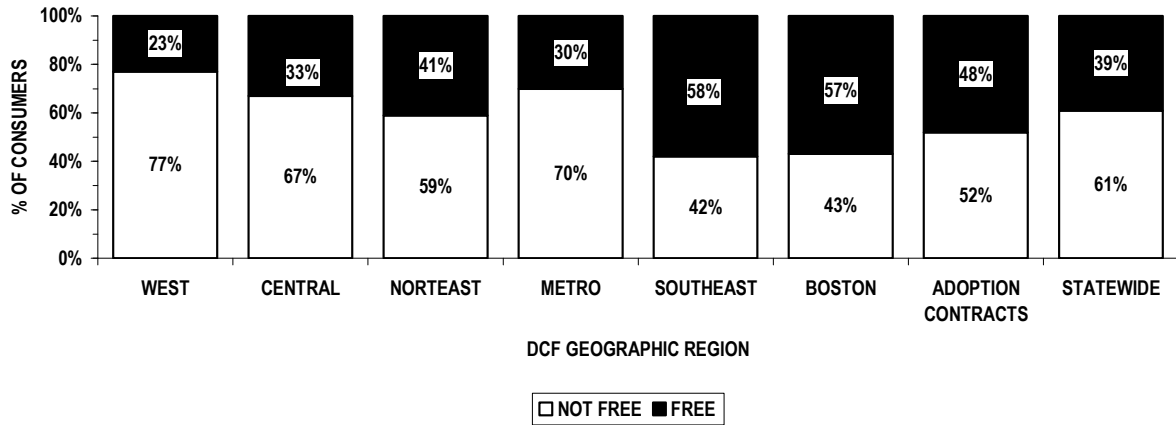 100%
80%
60%
40%
20%
0%
% OF CONSUMERS
23% 33% 41% 30% 58% 57% 48% 39%
77% 67% 59% 70% 42% 43% 52% 61%
WEST CENTRAL NORTEAST METRO SOUTHEAST BOSTON ADOPTION STATEWIDE
CONTRACTS
DCF GEOGRAPHIC REGION
NOT FREE FREE